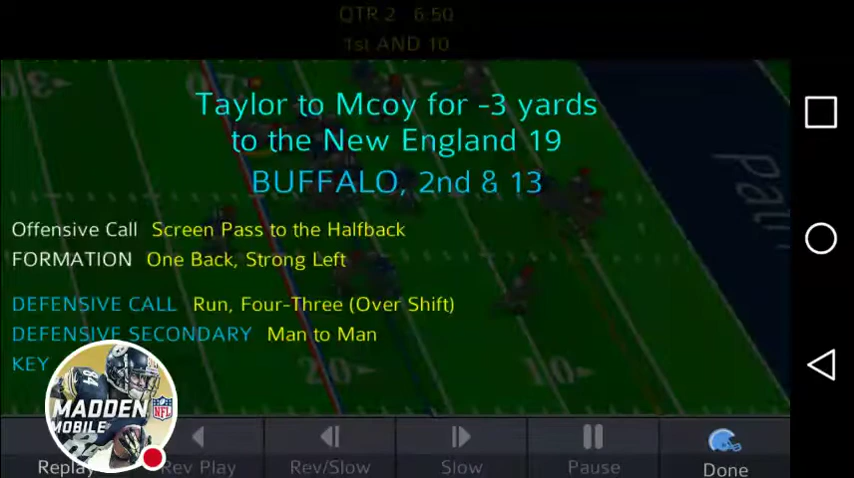 QTR 2 6:50
1st AND 10
Taylor to Mcoy for -3 yards
to the New England 19
BUFFALO, 2nd & 13
Offensive Call Screen Pass to the Halfback
FORMATION One Back, Strong Left
DEFENSIVE CALL Run, Four-Three (Over Shift)
DEFENSIVE SECONDARY Man to Man
KEY
84
MADDEN
NFL
MOBILE
20
10
Replay
Rev Play
Rev/Slow
Slow
Pause
Done